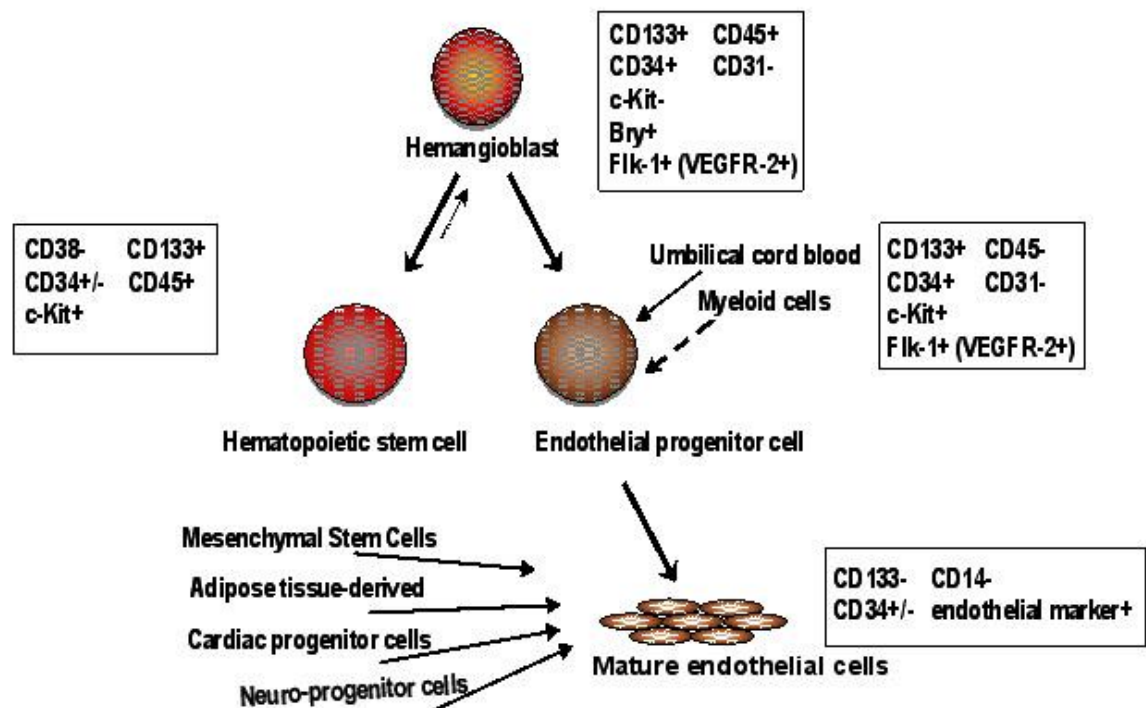 CD133+ CD45+
CD34+ CD31-
c-Kit-
Bry+
Flk-1+ (VEGFR-2+)
Hemangioblast
CD38- CD133+
CD34+/- CD45+
c-Kit+
Umbilical cord blood
Myeloid cells
CD133+ CD45-
CD34+ CD31-
c-Kit+
Flk-1+ (VEGFR-2+)
Hematopoietic stem cell
Endothelial progenitor cell
Mesenchymal Stem Cells
Adipose tissue-derived
Cardiac progenitor cells
Neuro-progenitor cells
CD133- CD14-
CD34+/- endothelial marker+
Mature endothelial cells